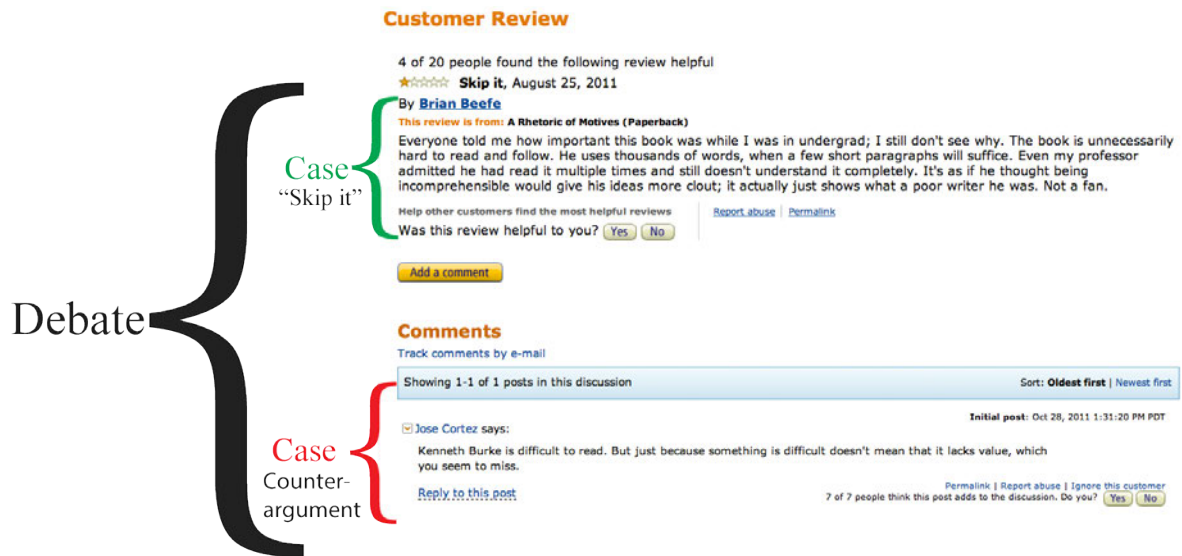 Customer Review
4 of 20 people found the following review helpful
Skip it, August 25, 2011
By Brian Beefe
This review is from: A Rhetoric of Motives (Paperback)
Everyone told me how important this book was while I was in undergrad; I still don't see why. The book is unnecessarily
hard to read and follow. He uses thousands of words, when a few short paragraphs will suffice. Even my professor
admitted he had read it multiple times and still doesn't understand it completely. It's as if he thought being
incomprehensible would give his ideas more clout; it actually just shows what a poor writer he was. Not a fan.
Case
"Skip it"
Help other customers find the most helpful reviews
Report abuse | Permalink
Was this review helpful to you? Yes No
Add a comment
Debate
Comments
Track comments by e-mail
Showing 1-1 of 1 posts in this discussion
Sort: Oldest first | Newest first
Initial post: Oct 28, 2011 1:31:20 PM PDT
Jose Cortez says:
Case
Counter-
argument
Kenneth Burke is difficult to read. But just because something is difficult doesn't mean that it lacks value, which
you seem to miss.
Reply to this post
Permalink | Report abuse | Ignore this customer
7 of 7 people think this post adds to the discussion. Do you? Yes No